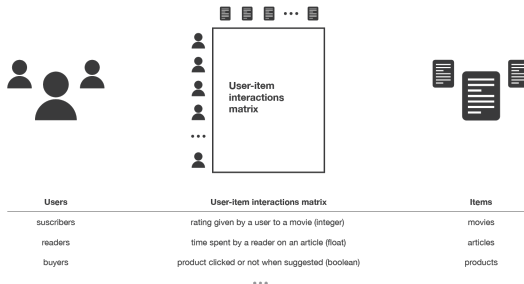 User-item
interactions
matrix
Users User-item interactions matrix Items
suscribers rating given by a user to a movie (integer) movies
readers time spent by a reader on an article (float) articles
buyers product clicked or not when suggested (boolean) products
...